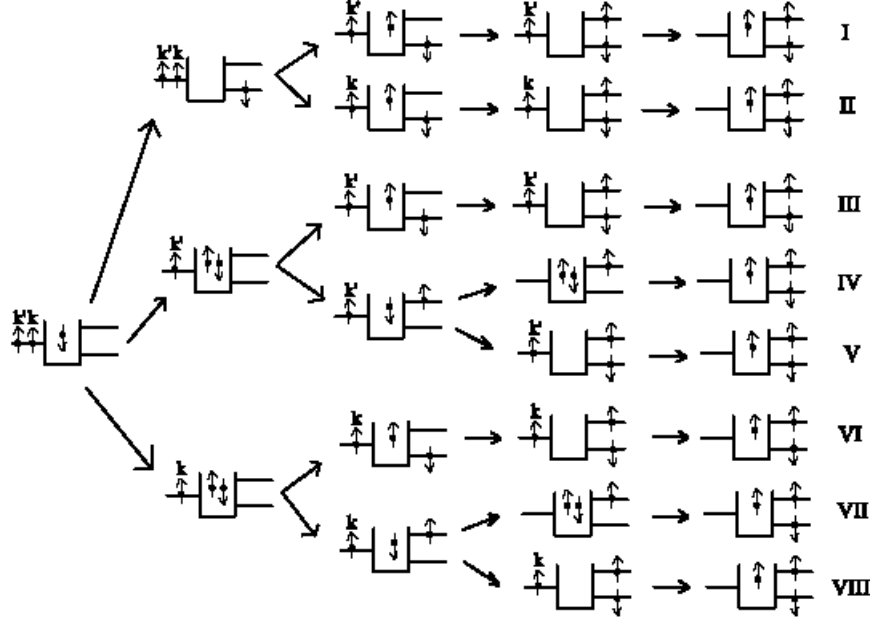 k' k' I
k' k
k k II
k' k' III
k'
k' IV
k' k
k' V
k k VI
k
k VII
k VIII